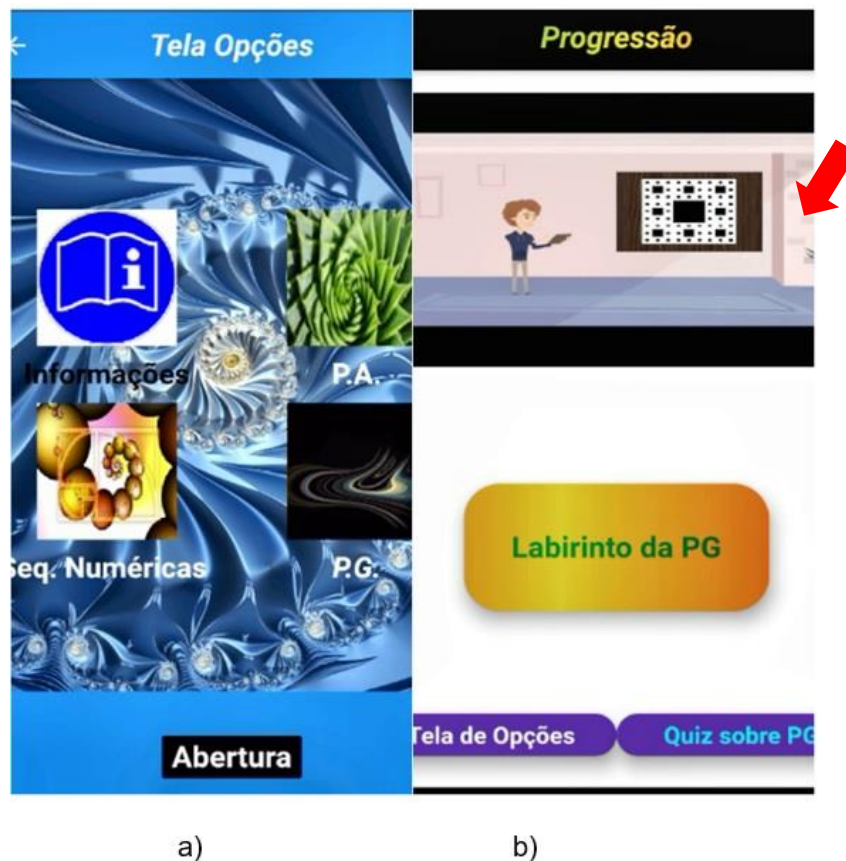 Tela Opções
Informações
P.A.
Seq. Numéricas
P.G.
Abertura
a)
Progressão
Labirinto da PG
Tela de Opções
Quiz sobre PG
b)